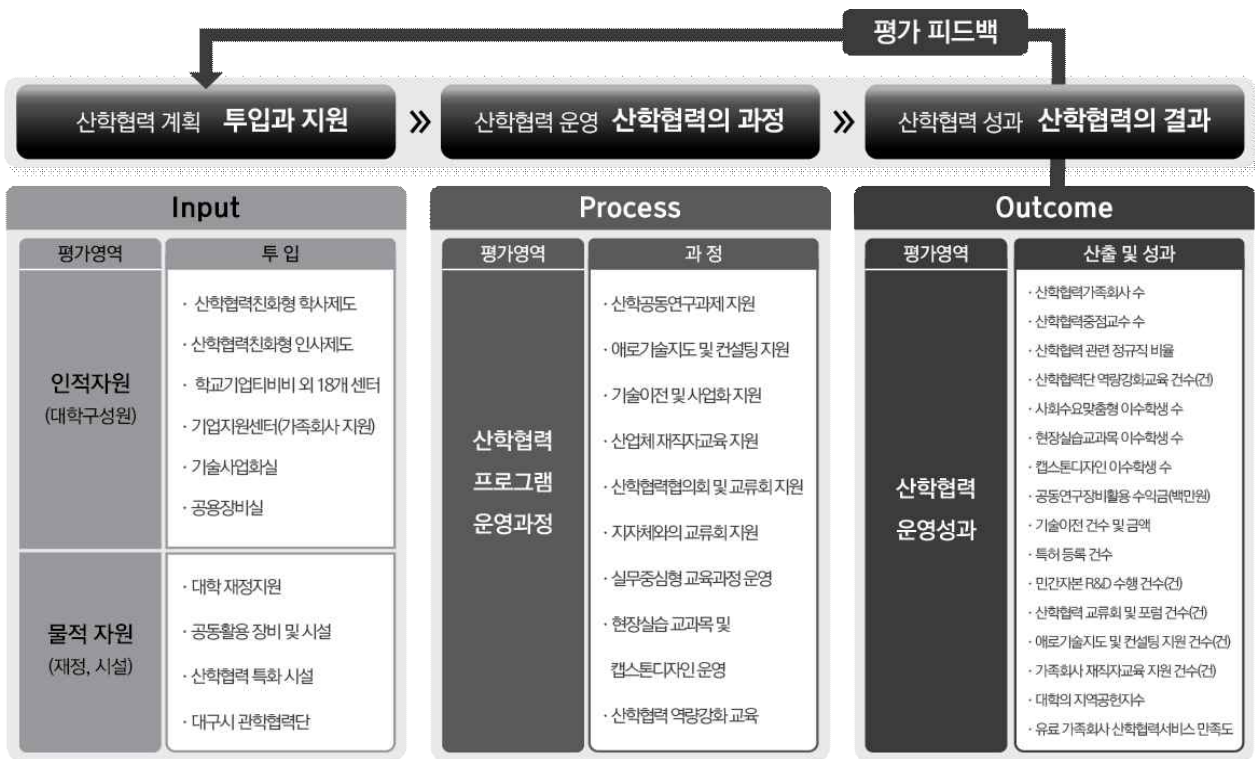 평가 피드백
산학협력 계획 투입과 지원 » 산학협력 운영 산학협력의 과정 » 산학협력 성과 산학협력의 결과
Input
평가영역 투 입
인적자원
(대학구성원)
· 산학협력친화형 학사제도
· 산학협력친화형 인사제도
· 학교기업티비비 외 18개 센터
· 기업지원센터(가족회사 지원)
· 기술사업화실
· 공용장비실
물적 자원
(재정, 시설)
· 대학 재정지원
· 공동활용 장비 및 시설
· 산학협력 특화 시설
· 대구시 관학협력단
Process
평가영역 과 정
산학협력
프로그램
운영과정
· 산학공동연구과제 지원
· 애로기술지도 및 컨설팅 지원
· 기술이전 및 사업화 지원
· 산업체 재직자교육 지원
· 산학협력협의회 및 교류회 지원
· 지자체와의 교류회 지원
· 실무중심형 교육과정 운영
· 현장실습 교과목 및
캡스톤디자인 운영
· 산학협력 역량강화 교육
Outcome
평가영역 산출 및 성과
산학협력
운영성과
· 산학협력가족회사 수
· 산학협력중점교수 수
· 산학협력 관련 정규직 비율
· 산학협력단 역량강화교육 건수(건)
· 사회수요맞춤형 이수학생 수
· 현장실습교과목 이수학생 수
· 캡스톤디자인 이수학생 수
· 공동연구장비활용 수익금(백만원)
· 기술이전 건수 및 금액
· 특허 등록 건수
· 민간자본 R&D 수행 건수(건)
· 산학협력 교류회 및 포럼 건수(건)
· 애로기술지도 및 컨설팅 지원 건수(건)
· 가족회사 재직자교육 지원 건수(건)
· 대학의 지역공헌지수
· 유료 가족회사 산학협력서비스 만족도